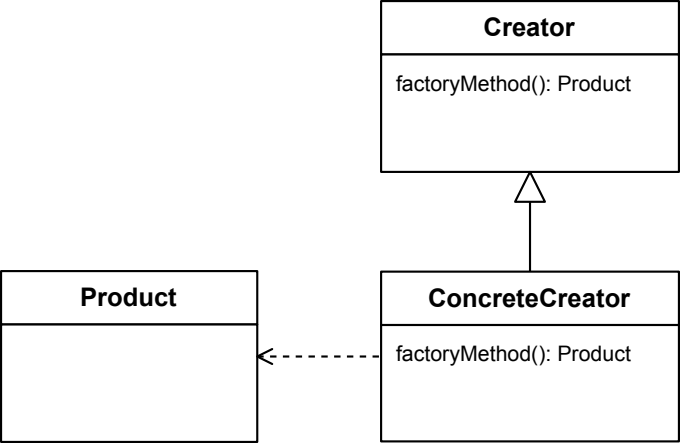 Creator
factoryMethod(): Product
Product
ConcreteCreator
factoryMethod(): Product